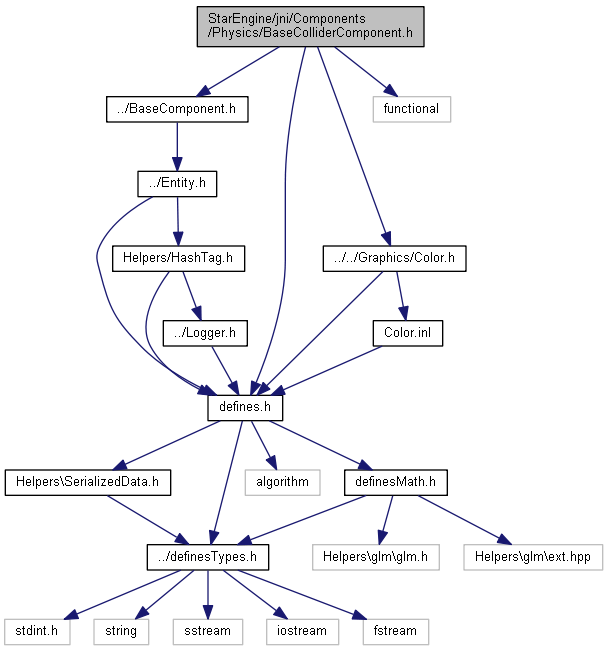 StarEngine/jni/Components
/Physics/BaseColliderComponent.h
../BaseComponent.h
functional
../Entity.h
Helpers/HashTag.h
../../Graphics/Color.h
../Logger.h
Color.inl
defines.h
Helpers\SerializedData.h
algorithm
definesMath.h
../definesTypes.h
Helpers\glm\glm.h
Helpers\glm\ext.hpp
stdint.h
string
sstream
iostream
fstream